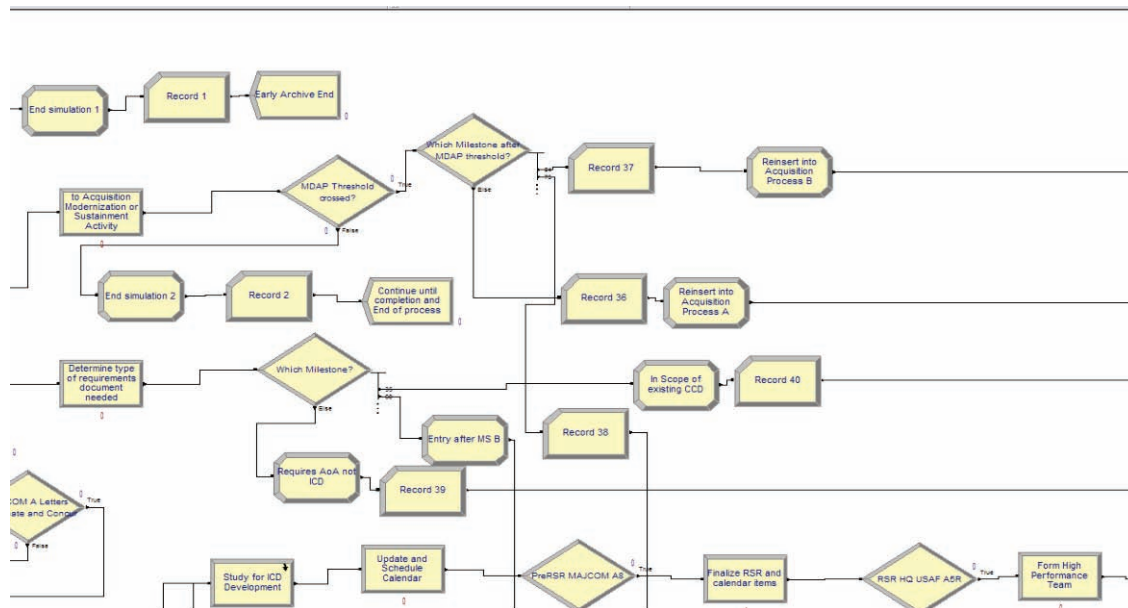 End simulation 1
Record 1
Early Archive End
Which Milestone after
MDAP threshold?
Else
Record 37
Reinsert into
Acquisition
Process B
to Acquisition
Modernization or
Sustainment
Activity
MDAP Threshold
crossed?
True
False
End simulation 2
Record 2
Continue until
completion and
End of process
Record 36
Reinsert into
Acquisition
Process A
Determine type
of requirements
document
needed
Which Milestone?
Else
In Scope of
existing CCD
Record 40
Entry after MS B
Record 38
Requires AoA not
ICD
Record 39
COM A Letters
ate and Concur
True
False
Study for ICD
Development
Update and
Schedule
Calendar
PreRSR MAJCOM A8
True
Finalize RSR and
calendar items
RSR HQ USAF A5R
True
Form High
Performance
Team